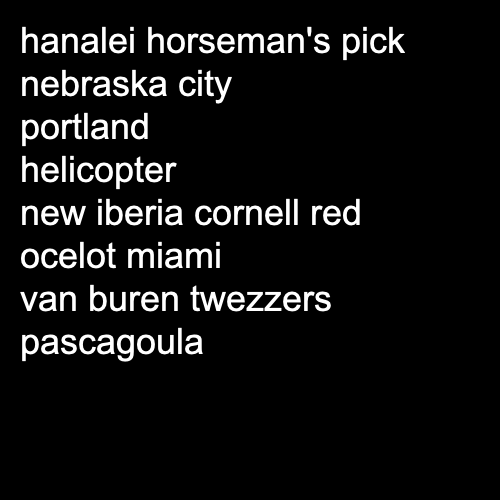 hanalei horseman's pick
nebraska city
portland
helicopter
new iberia cornell red
ocelot miami
van buren twezzers
pascagoula